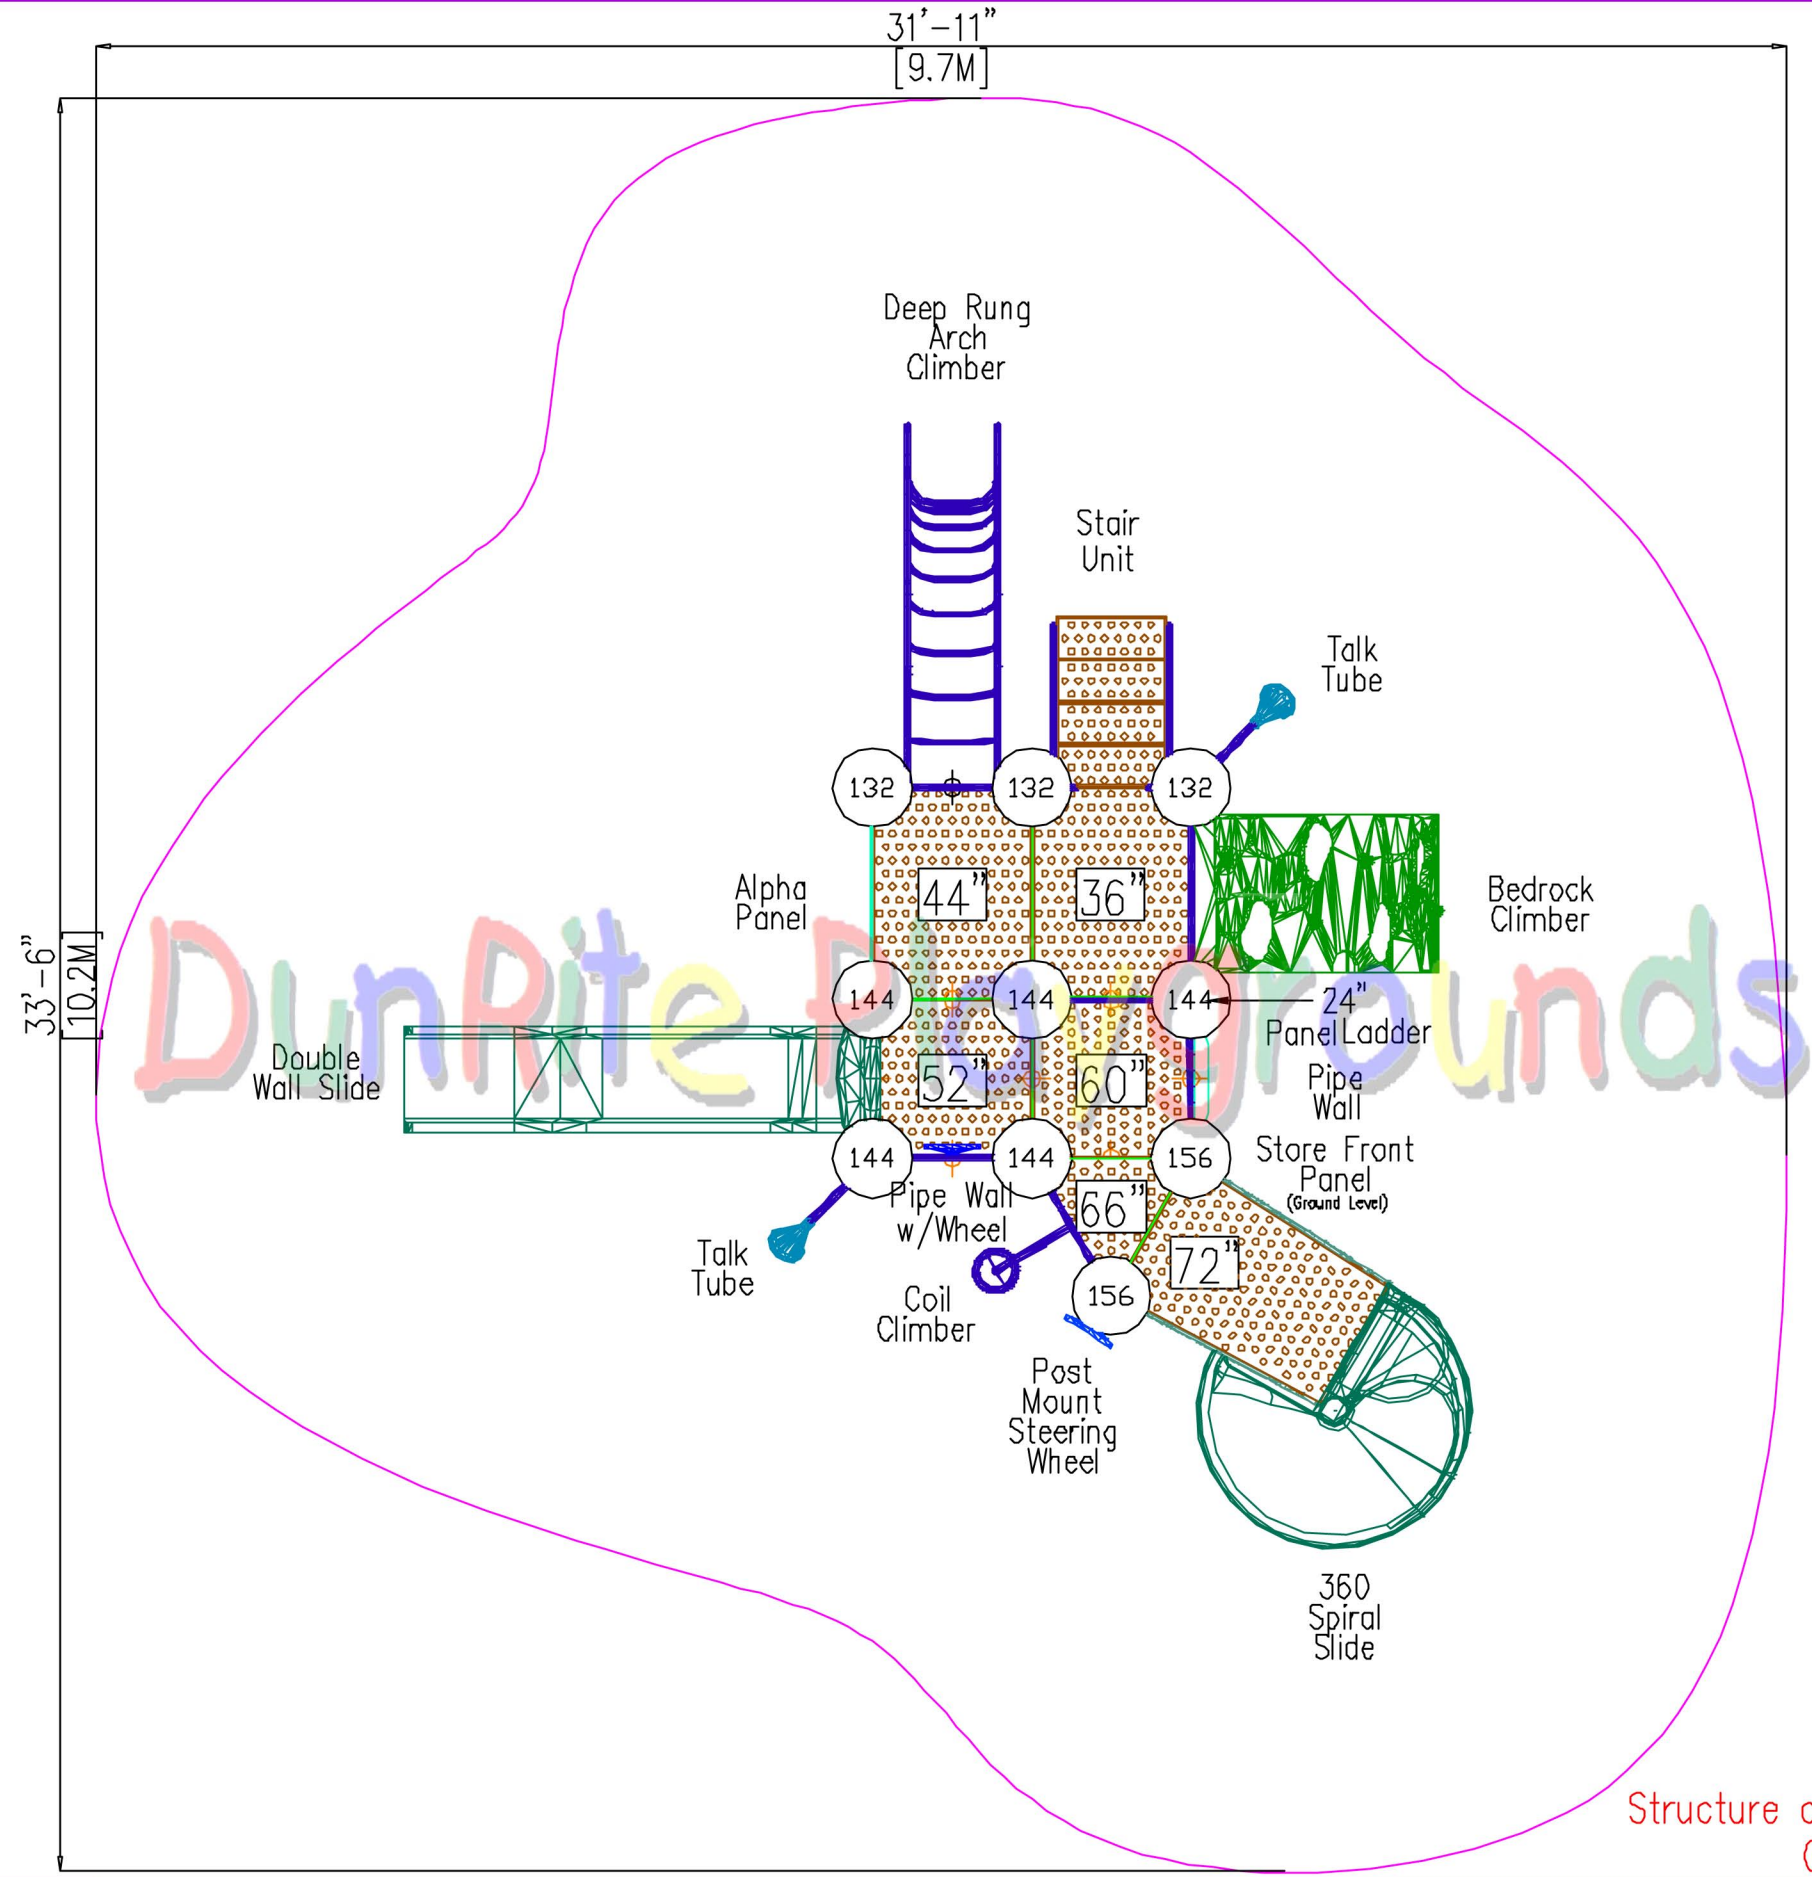 31'-11"
[9.7M]
Deep Rung
Arch
Climber
Stair
Unit
Talk
Tube
132
132
132
Alpha
Panel
44"
36"
Bedrock
Climber
33'-6"
[10.2M]
DunRite Playgrounds
144
144
144
24"
Panel Ladder
Double
Wall Slide
52"
60"
Pipe
Wall
144
144
156
Store Front
Panel
(Ground Level)
Pipe Wall
w/Wheel
66"
72"
Talk
Tube
Coil
Climber
156
Post
Mount
Steering
Wheel
360
Spiral
Slide
Structure